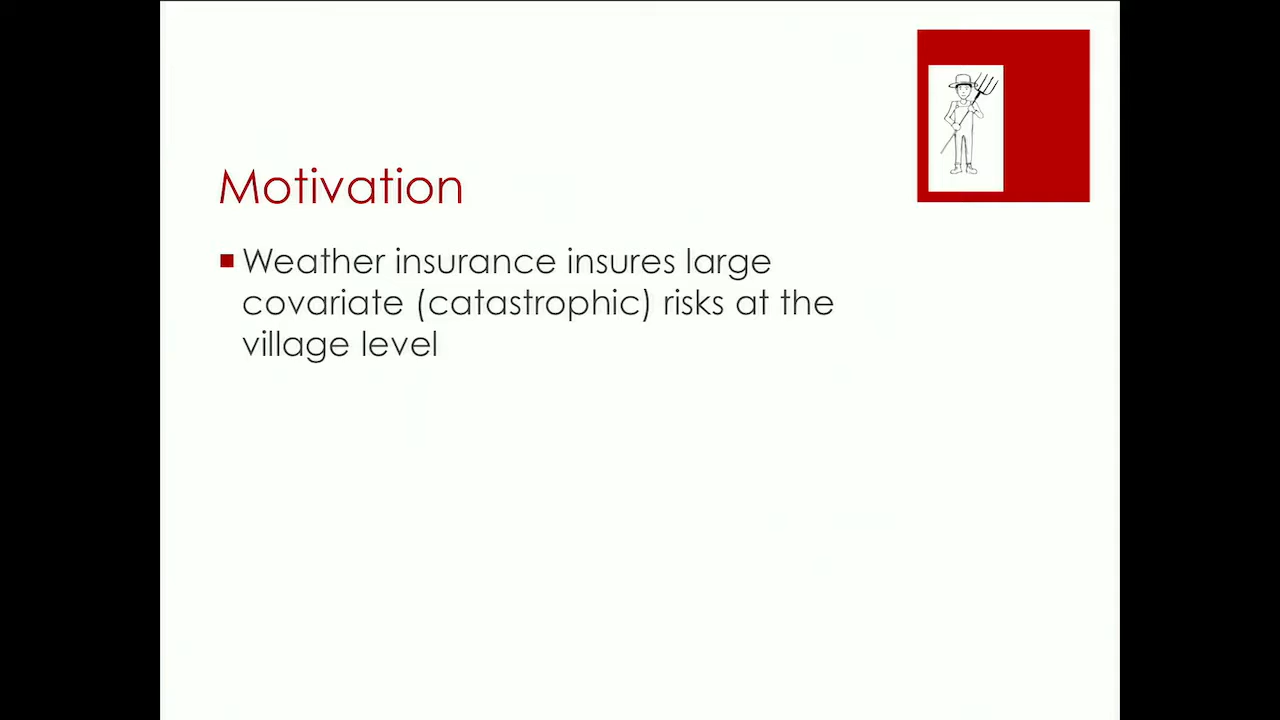 Motivation
Weather insurance insures large
covariate (catastrophic) risks at the
village level